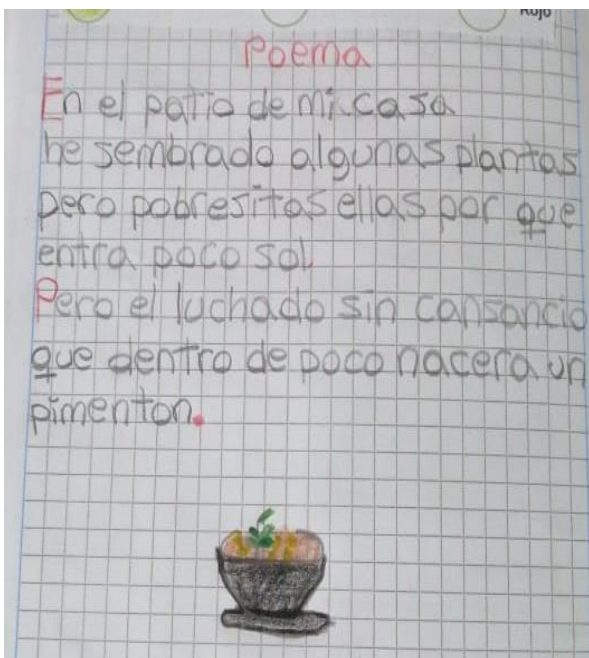 Rojo
Poema
En el patio de mi casa
he sembrado algunas plantas
pero pobresitas ellas por que
entra poco sol
Pero el luchado sin cansancio
que dentro de poco nacera un
pimenton.